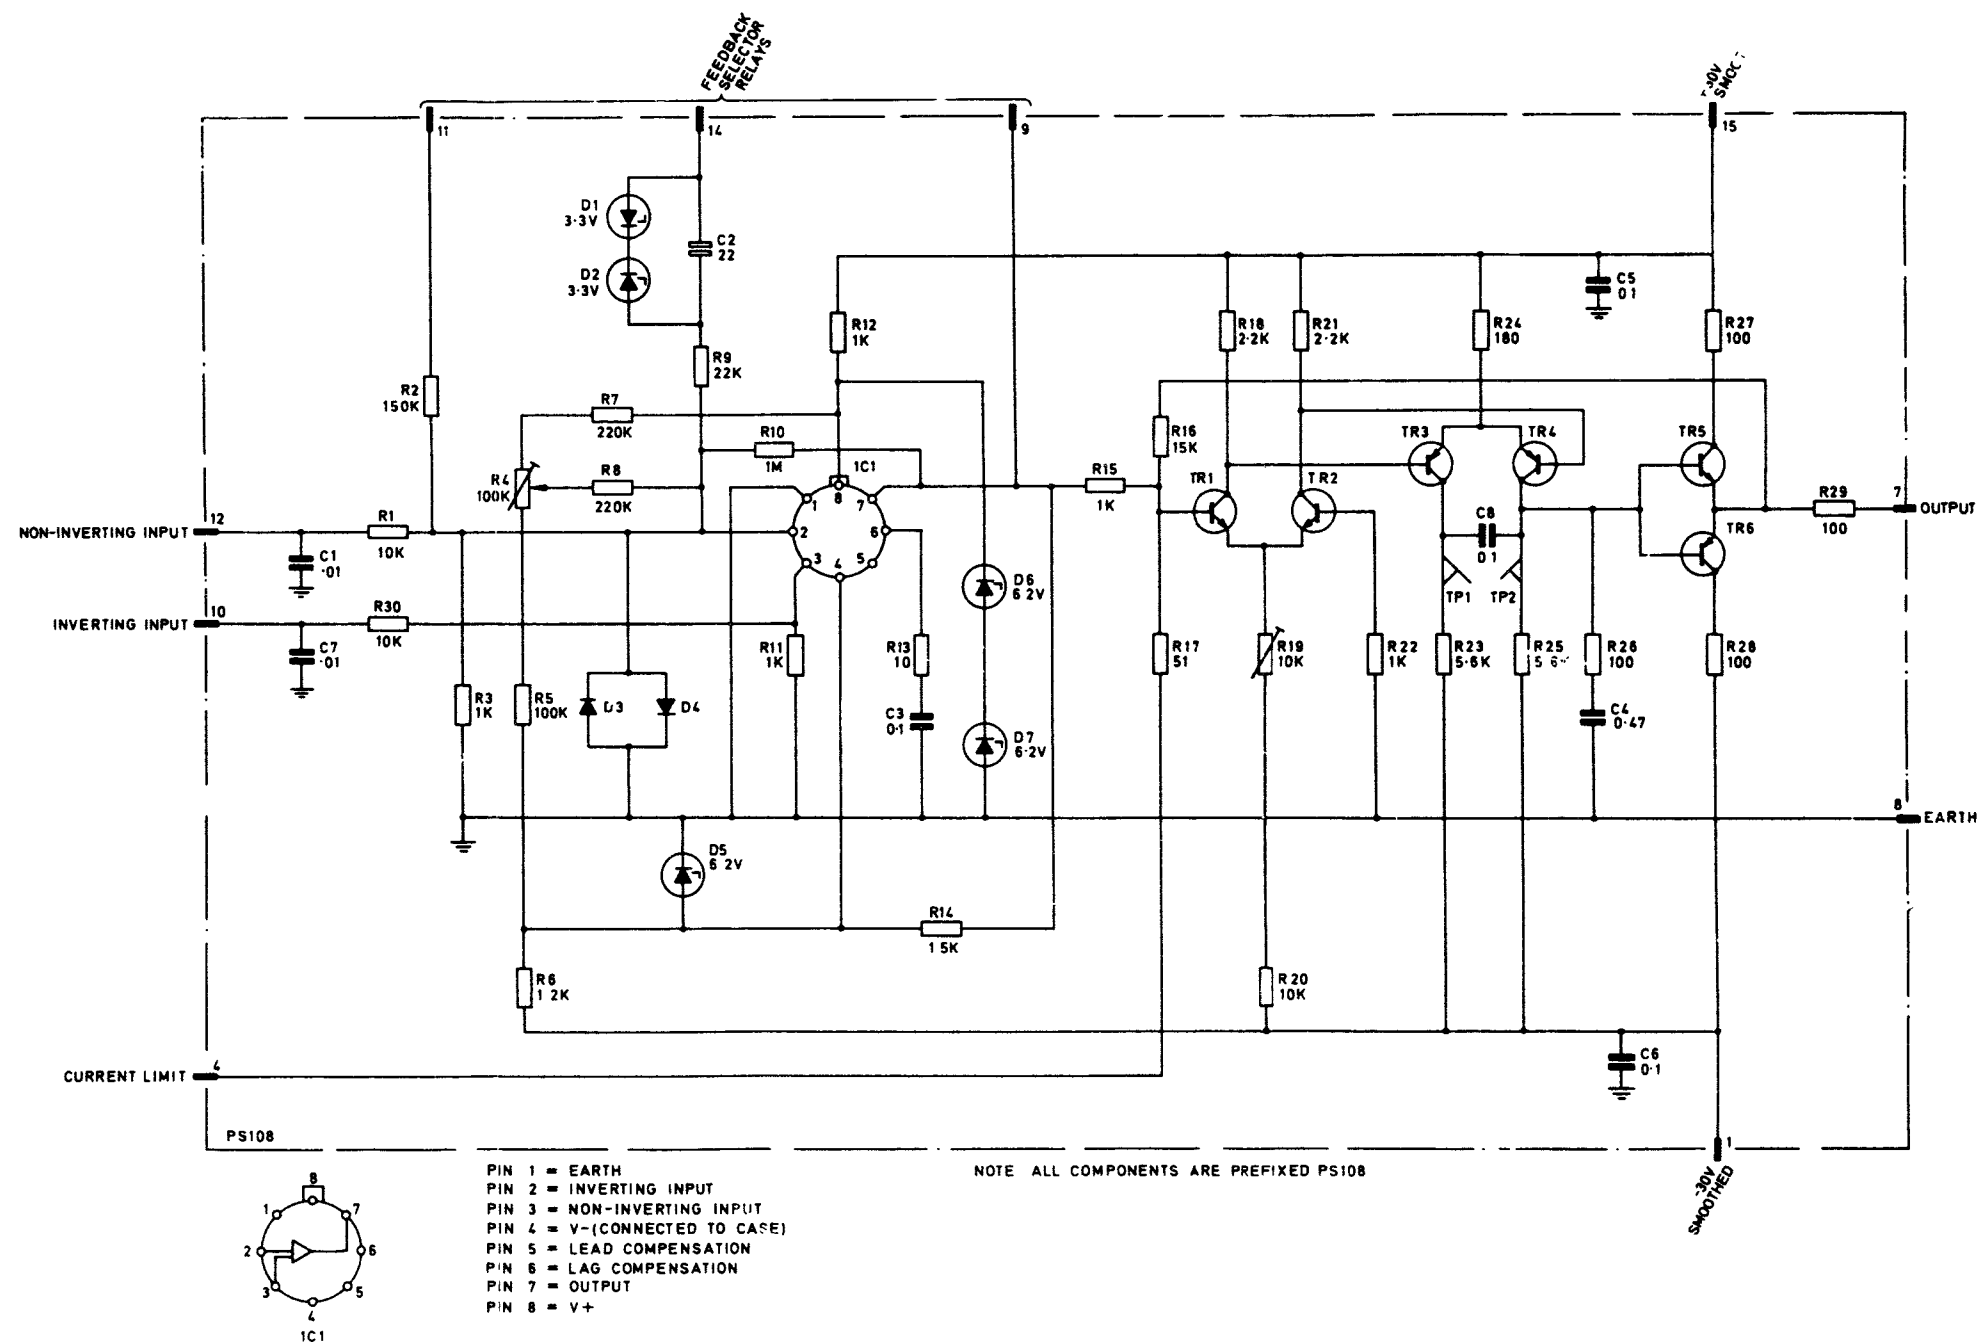 FEEDBACK
SELECTOR
RELAYS
11
14
9
15
D1
3·3V
D2
3·3V
C2
22
R12
1K
R18
2·2K
R21
2·2K
R24
180
C5
0 1
R27
100
R9
22K
R2
150K
R7
220K
R10
1M
R16
15K
TR3
TR4
TR5
R4
100K
R8
220K
1C1
8
1
7
2
6
3
4
5
R15
1K
TR1
TR2
R29
100
7
OUTPUT
12
NON-INVERTING INPUT
R1
10K
C1
·01
C8
0 1
TR6
D6
6 2V
TP1
TP2
10
INVERTING INPUT
R30
10K
C7
·01
R11
1K
R13
10
R17
51
R19
10K
R22
1K
R23
5·6K
R25
R26
100
R28
100
R3
1K
R5
100K
D3
D4
C3
0·1
D7
6·2V
C4
0·47
8
EARTH
D5
6 2V
R14
1 5K
R6
1 2K
R20
10K
C6
0·1
4
CURRENT LIMIT
PS108
1
-30V
SMOOTHED
NOTE ALL COMPONENTS ARE PREFIXED PS108
PIN 1 = EARTH
PIN 2 = INVERTING INPUT
PIN 3 = NON-INVERTING INPUT
PIN 4 = V-(CONNECTED TO CASE)
PIN 5 = LEAD COMPENSATION
PIN 6 = LAG COMPENSATION
PIN 7 = OUTPUT
PIN 8 = V+
8
1
7
2
6
3
5
4
1C1